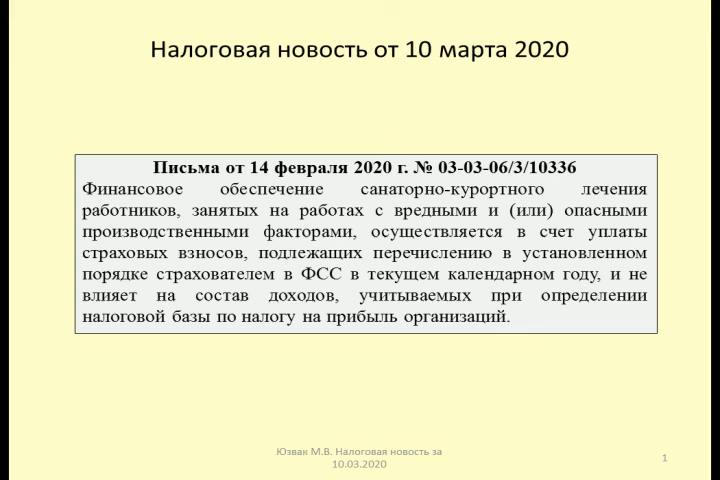 Налоговая новость от 10 марта 2020
Письма от 14 февраля 2020 г. № 03-03-06/3/10336
Финансовое обеспечение санаторно-курортного лечения
работников, занятых на работах с вредными и (или) опасными
производственными факторами, осуществляется в счет уплаты
страховых взносов, подлежащих перечислению в установленном
порядке страхователем в ФСС в текущем календарном году, и не
влияет на состав доходов, учитываемых при определении
налоговой базы по налогу на прибыль организаций.
Юзвак М.В. Налоговая новость за
10.03.2020
1